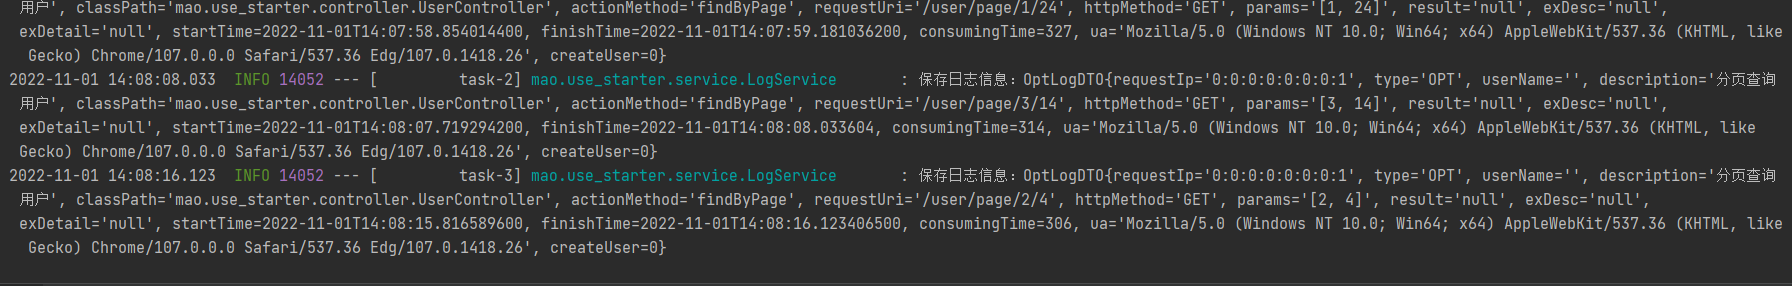 用户', classPath='mao.use_starter.controller.UserController', actionMethod='findByPage', requestUri='/user/page/1/24', httpMethod='GET', params='[1, 24]', result='null', exDesc='null',
exDetail='null', startTime=2022-11-01T14:07:58.854014400, finishTime=2022-11-01T14:07:59.181036200, consumingTime=327, ua='Mozilla/5.0 (Windows NT 10.0; Win64; x64) AppleWebKit/537.36 (KHTML, like
Gecko) Chrome/107.0.0.0 Safari/537.36 Edg/107.0.1418.26', createUser=0}
2022-11-01 14:08:08.033  INFO 14052 --- [         task-2] mao.use_starter.service.LogService       : 保存日志信息：OptLogDTO{requestIp='0:0:0:0:0:0:0:1', type='OPT', userName='', description='分页查询
用户', classPath='mao.use_starter.controller.UserController', actionMethod='findByPage', requestUri='/user/page/3/14', httpMethod='GET', params='[3, 14]', result='null', exDesc='null',
exDetail='null', startTime=2022-11-01T14:08:07.719294200, finishTime=2022-11-01T14:08:08.033604, consumingTime=314, ua='Mozilla/5.0 (Windows NT 10.0; Win64; x64) AppleWebKit/537.36 (KHTML, like
Gecko) Chrome/107.0.0.0 Safari/537.36 Edg/107.0.1418.26', createUser=0}
2022-11-01 14:08:16.123  INFO 14052 --- [         task-3] mao.use_starter.service.LogService       : 保存日志信息：OptLogDTO{requestIp='0:0:0:0:0:0:0:1', type='OPT', userName='', description='分页查询
用户', classPath='mao.use_starter.controller.UserController', actionMethod='findByPage', requestUri='/user/page/2/4', httpMethod='GET', params='[2, 4]', result='null', exDesc='null',
exDetail='null', startTime=2022-11-01T14:08:15.816589600, finishTime=2022-11-01T14:08:16.123406500, consumingTime=306, ua='Mozilla/5.0 (Windows NT 10.0; Win64; x64) AppleWebKit/537.36 (KHTML, like
Gecko) Chrome/107.0.0.0 Safari/537.36 Edg/107.0.1418.26', createUser=0}